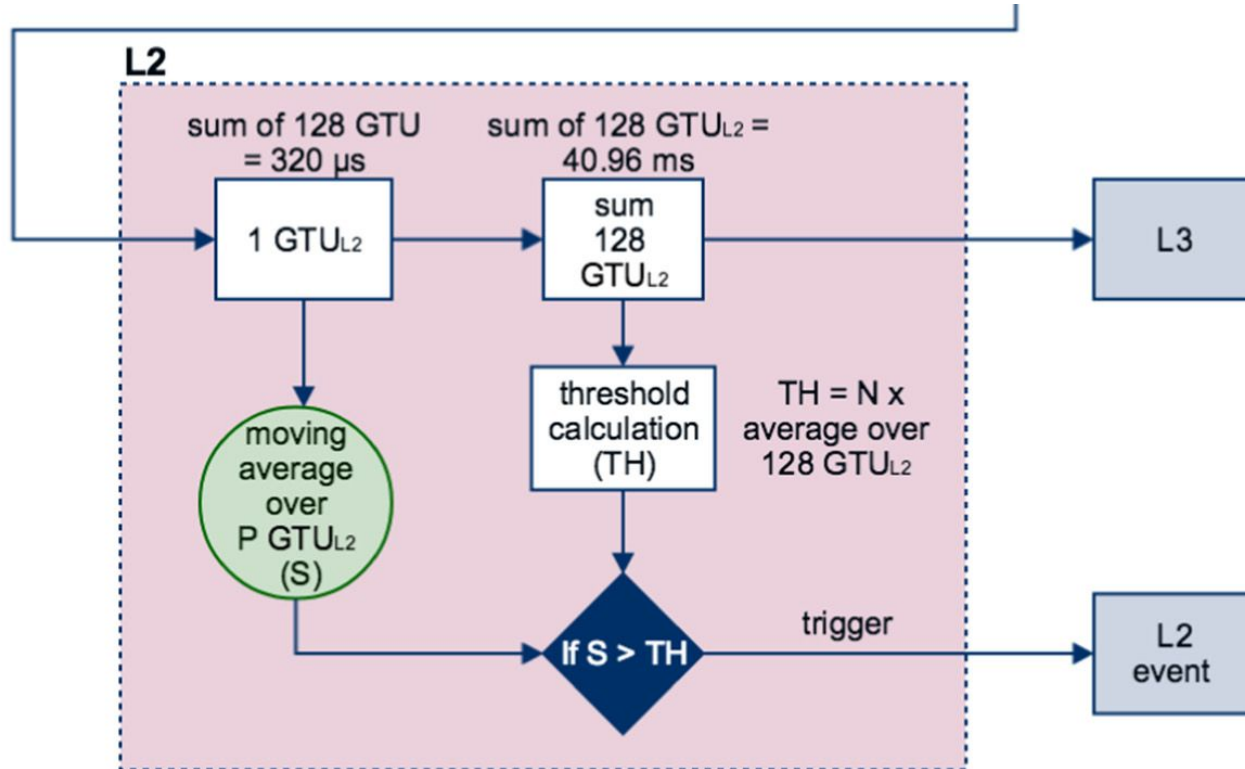 L2
sum of 128 GTU
= 320 µs
sum of 128 GTUL2 =
40.96 ms
1 GTUL2
sum
128
GTUL2
L3
moving
average
over
P GTUL2
(S)
threshold
calculation
(TH)
TH = N x
average over
128 GTUL2
If S > TH
trigger
L2
event